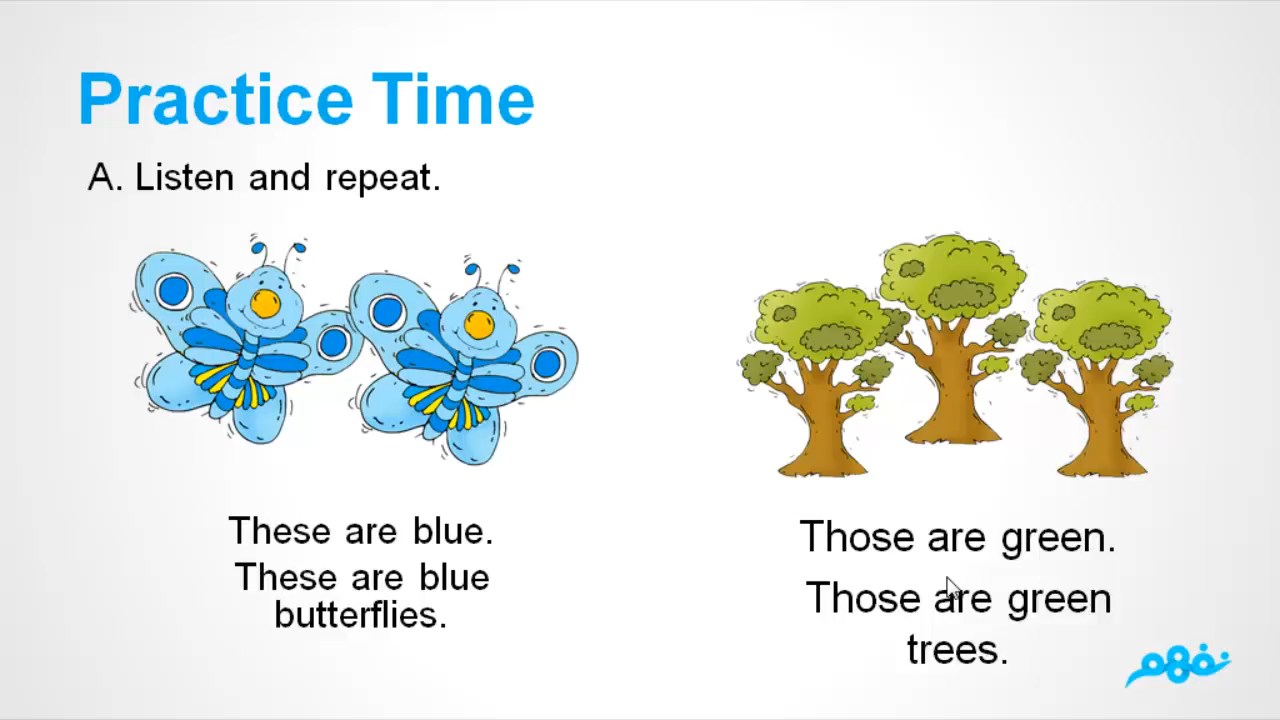 Practice Time
A. Listen and repeat.
These are blue.
These are blue
butterflies.
Those are green.
Those are green
trees.
نفهم